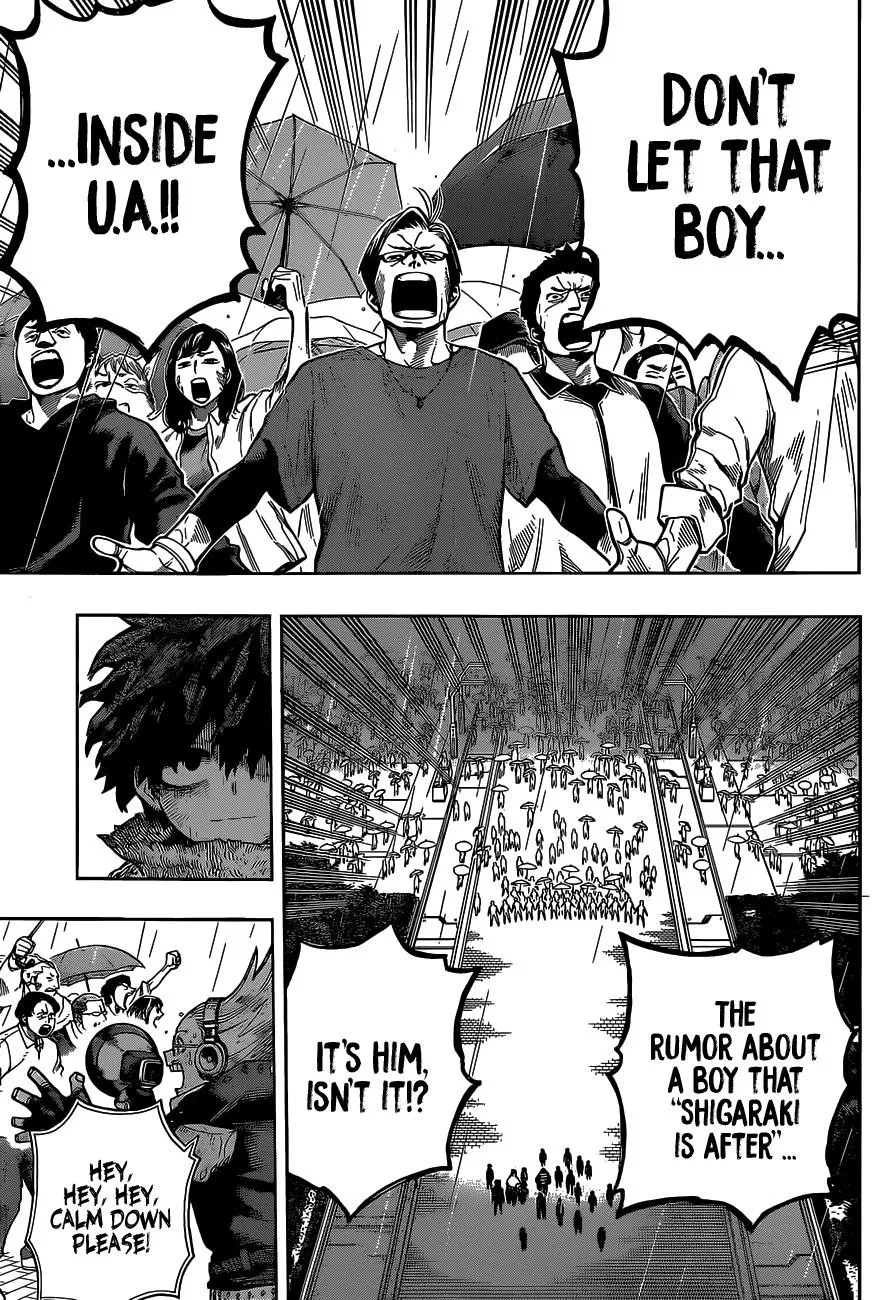 DON'T
LET THAT
BOY...
...INSIDE
U.A.!!
THE
RUMOR ABOUT
A BOY THAT
"SHIGARAKI
IS AFTER"...
IT'S HIM,
ISN'T IT!?
HEY,
HEY, HEY,
CALM DOWN
PLEASE!